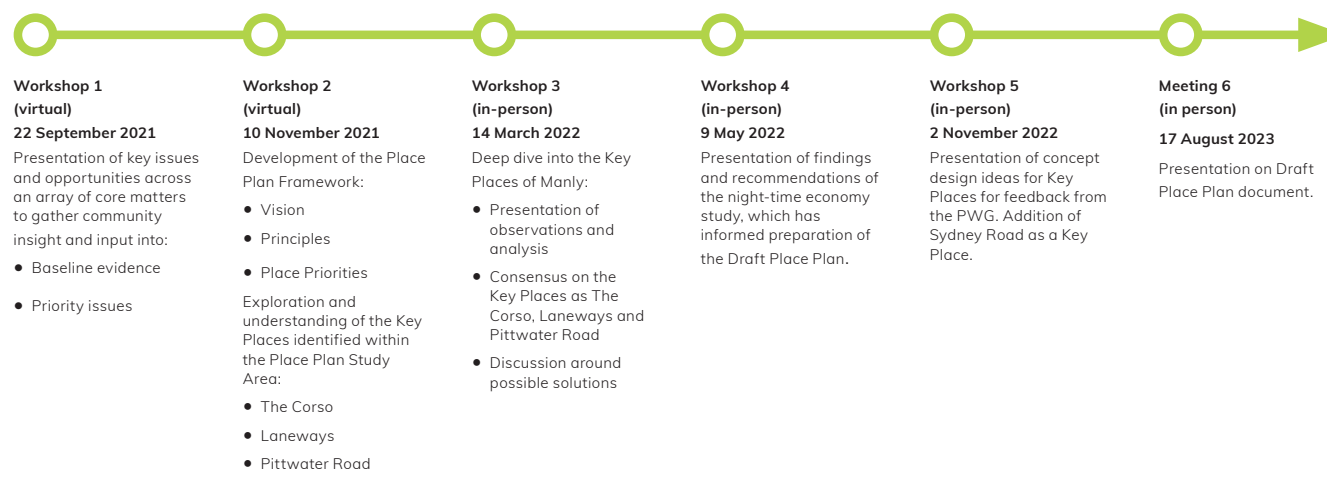 Workshop 1
(virtual)
22 September 2021
Presentation of key issues
and opportunities across
an array of core matters
to gather community
insight and input into:
• Baseline evidence
• Priority issues
Workshop 2
(virtual)
10 November 2021
Development of the Place
Plan Framework:
• Vision
• Principles
• Place Priorities
Exploration and
understanding of the Key
Places identified within
the Place Plan Study
Area:
• The Corso
• Laneways
• Pittwater Road
Workshop 3
(in-person)
14 March 2022
Deep dive into the Key
Places of Manly:
• Presentation of
observations and
analysis
• Consensus on the
Key Places as The
Corso, Laneways and
Pittwater Road
• Discussion around
possible solutions
Workshop 4
(in-person)
9 May 2022
Presentation of findings
and recommendations of
the night-time economy
study, which has
informed preparation of
the Draft Place Plan.
Workshop 5
(in-person)
2 November 2022
Presentation of concept
design ideas for Key
Places for feedback from
the PWG. Addition of
Sydney Road as a Key
Place.
Meeting 6
(in person)
17 August 2023
Presentation on Draft
Place Plan document.